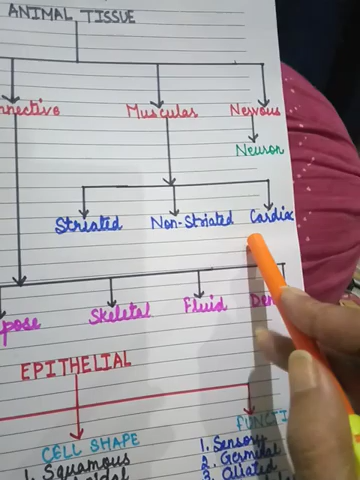 ANIMAL TISSUE
nnective Muscular Nervous
Neuron
Striated Non-Striated Cardiac
pose Skeletal Fluid Den
EPITHELIAL
CELL SHAPE FUNCTI
1. Squamous 1. Sensory
2. Germinal
3. Ciliated